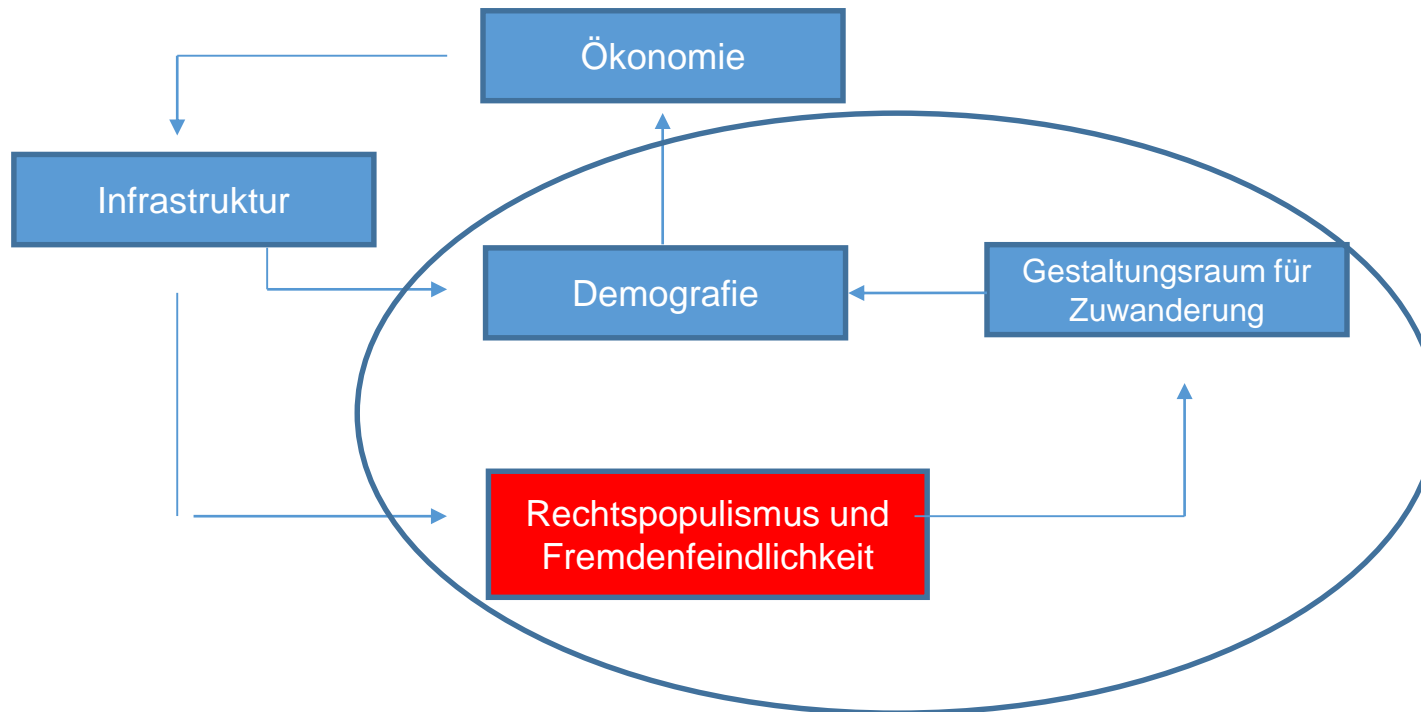 Ökonomie
Infrastruktur
Demografie
Gestaltungsraum für
Zuwanderung
Rechtspopulismus und
Fremdenfeindlichkeit